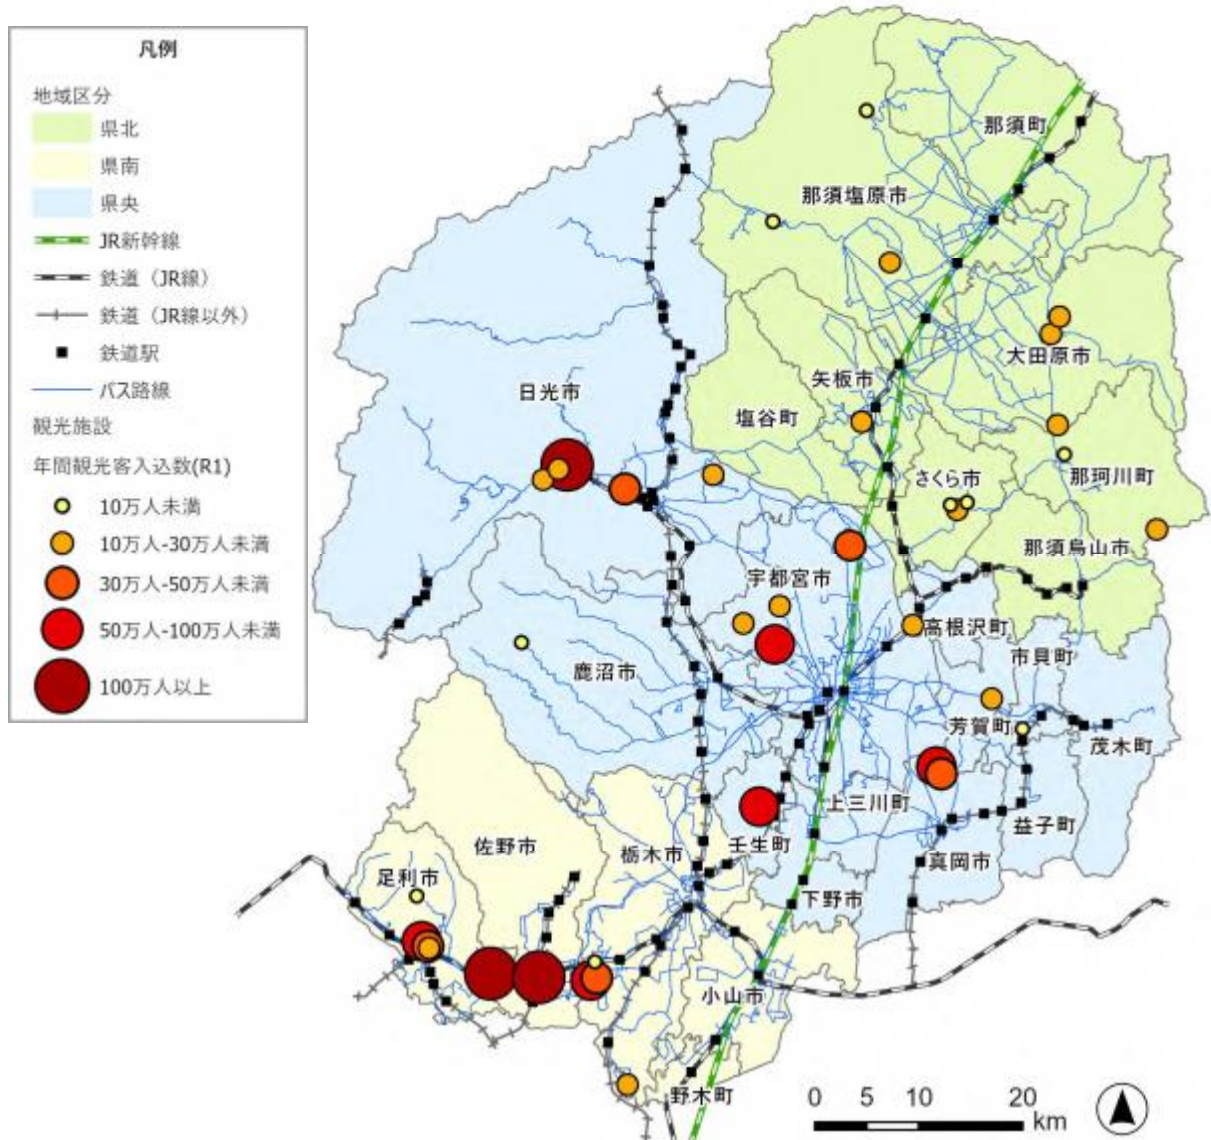 凡例
地域区分
県北
県南
県央
JR新幹線
鉄道（JR線）
鉄道（JR線以外）
鉄道駅
バス路線
観光施設
年間観光客入込数(R1)
10万人未満
10万人-30万人未満
30万人-50万人未満
50万人-100万人未満
100万人以上
那須町
那須塩原市
大田原市
矢板市
日光市
塩谷町
さくら市
那珂川町
那須烏山市
宇都宮市
高根沢町
市貝町
鹿沼市
芳賀町
茂木町
上三川町
益子町
壬生町
佐野市
栃木市
真岡市
足利市
下野市
小山市
野木町
0 5 10 20
km